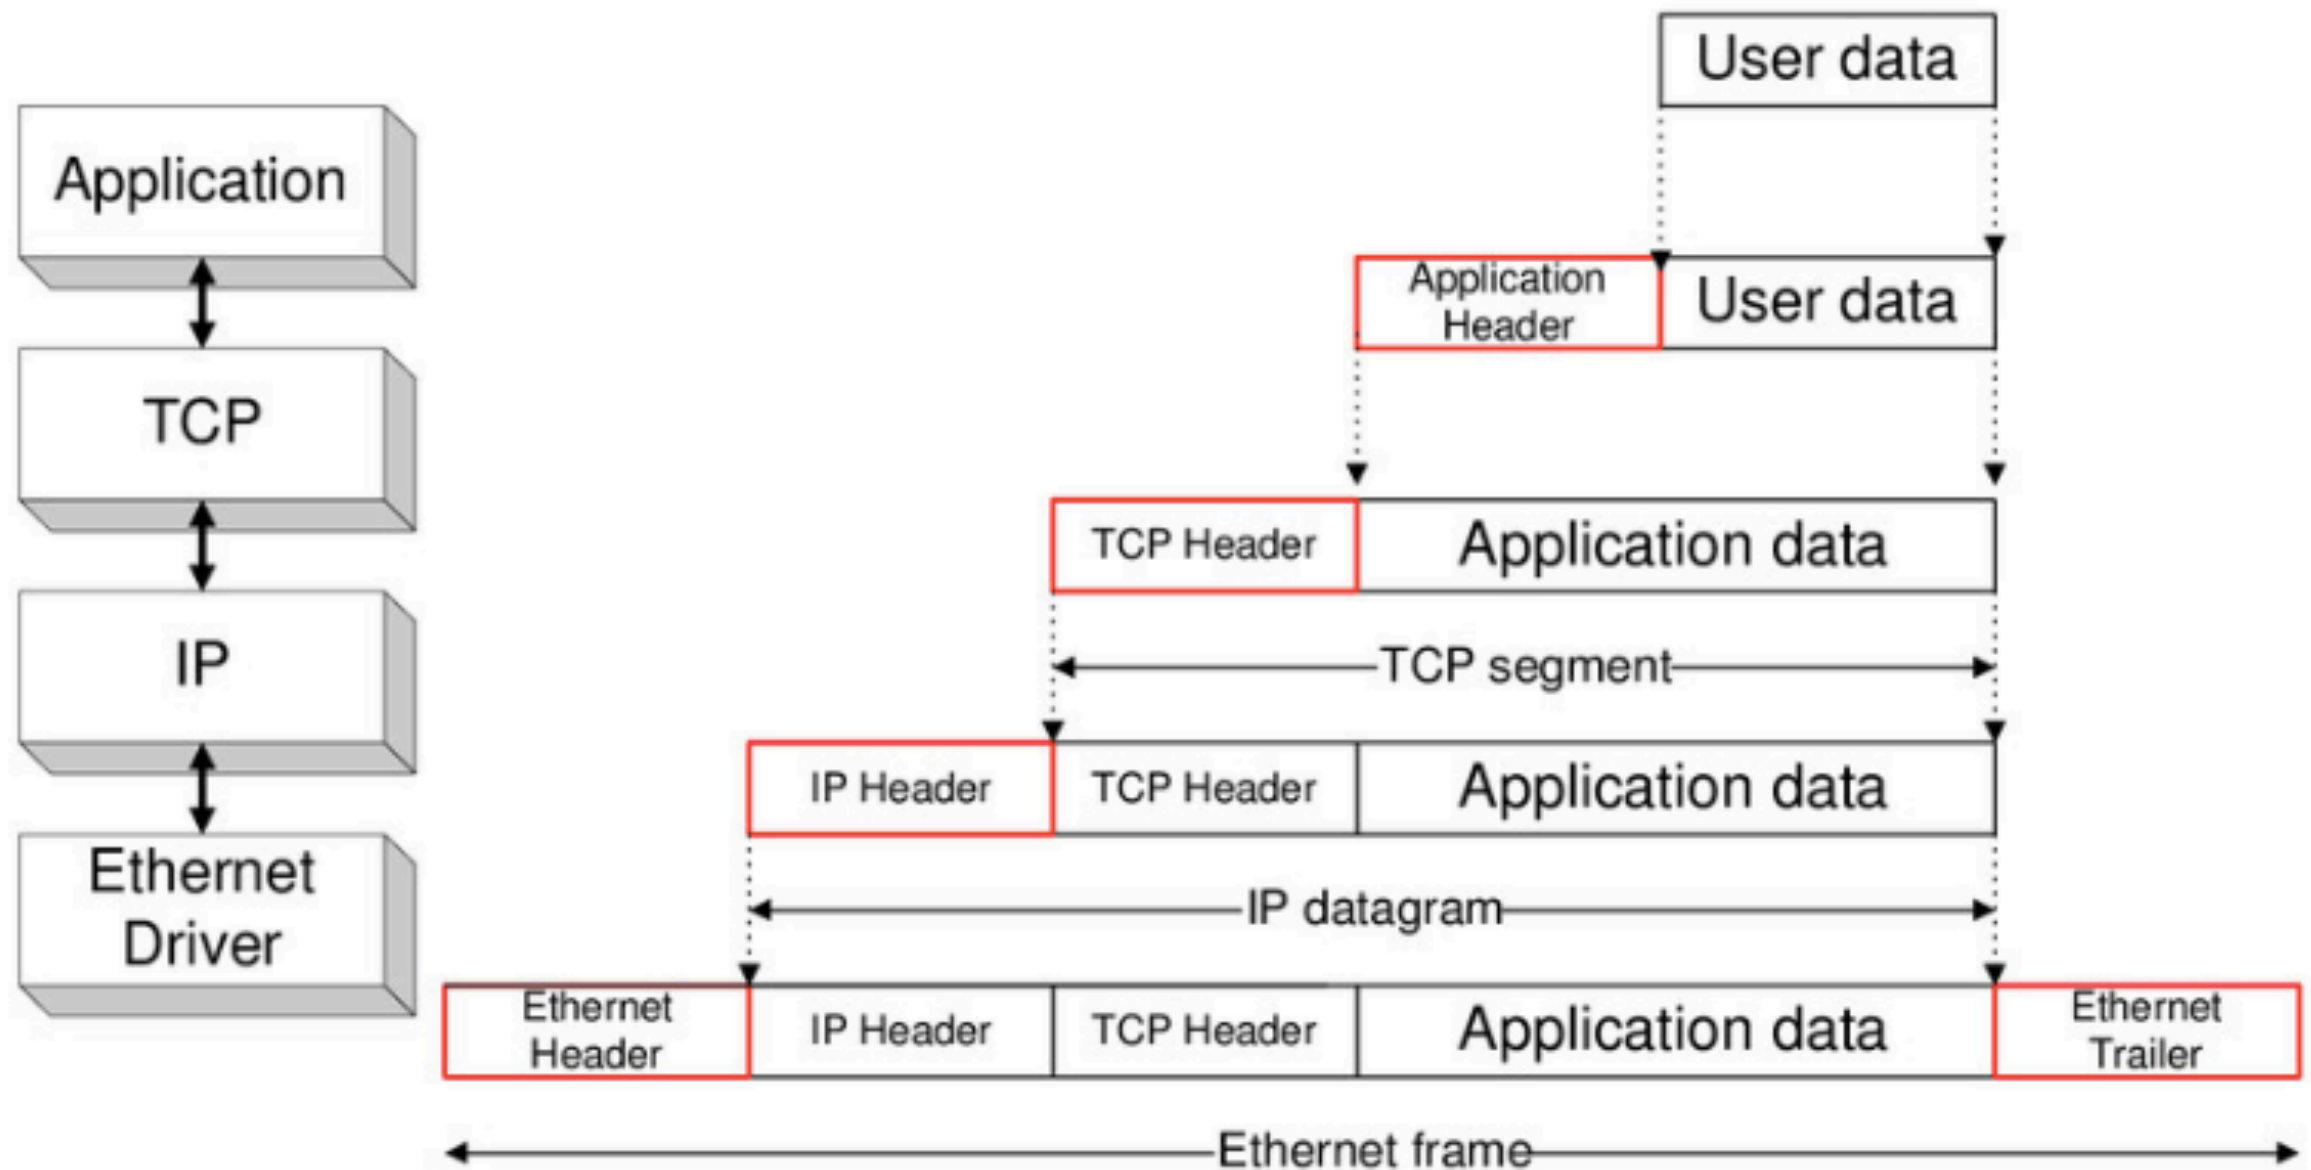 User data
Application
Application
Header
User data
TCP
TCP Header
Application data
IP
TCP segment
IP Header
TCP Header
Application data
Ethernet
Driver
IP datagram
Ethernet
Header
IP Header
TCP Header
Application data
Ethernet
Trailer
Ethernet frame